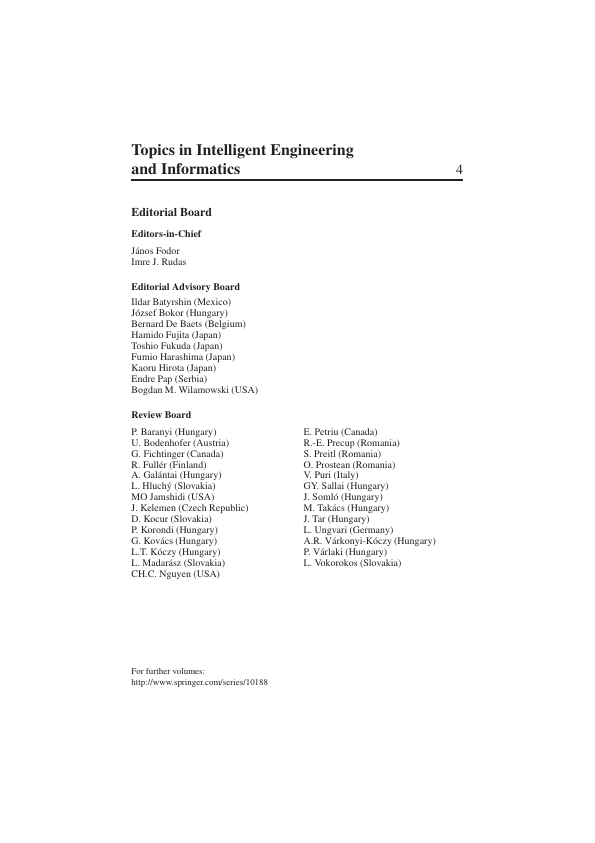 Topics in Intelligent Engineering
and Informatics 4
Editorial Board
Editors-in-Chief
János Fodor
Imre J. Rudas
Editorial Advisory Board
Ildar Batyrshin (Mexico)
József Bokor (Hungary)
Bernard De Baets (Belgium)
Hamido Fujita (Japan)
Toshio Fukuda (Japan)
Fumio Harashima (Japan)
Kaoru Hirota (Japan)
Endre Pap (Serbia)
Bogdan M. Wilamowski (USA)
Review Board
P. Baranyi (Hungary)
U. Bodenhofer (Austria)
G. Fichtinger (Canada)
R. Fullér (Finland)
A. Galántai (Hungary)
L. Hluchý (Slovakia)
MO Jamshidi (USA)
J. Kelemen (Czech Republic)
D. Kocur (Slovakia)
P. Korondi (Hungary)
G. Kovács (Hungary)
L.T. Kóczy (Hungary)
L. Madarász (Slovakia)
CH.C. Nguyen (USA)
E. Petriu (Canada)
R.-E. Precup (Romania)
S. Preitl (Romania)
O. Prostean (Romania)
V. Puri (Italy)
GY. Sallai (Hungary)
J. Somló (Hungary)
M. Takács (Hungary)
J. Tar (Hungary)
L. Ungvari (Germany)
A.R. Várkonyi-Kóczy (Hungary)
P. Várlaki (Hungary)
L. Vokorokos (Slovakia)
For further volumes:
http://www.springer.com/series/10188